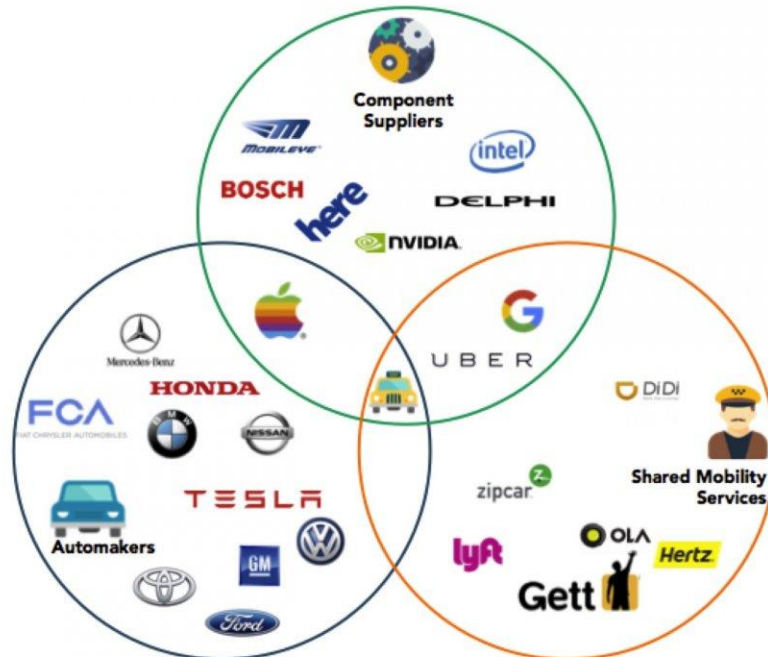 Component
Suppliers
MOBILEYE
intel
BOSCH
here
DELPHI
NVIDIA.
Mercedes-Benz
UBER
HONDA
DiDi
FCA
FIAT CHRYSLER AUTOMOBILES
BMW
NISSAN
zipcar
Z
Shared Mobility
Services
TESLA
Automakers
lyft
OLA
Hertz.
GM
Gett
Ford